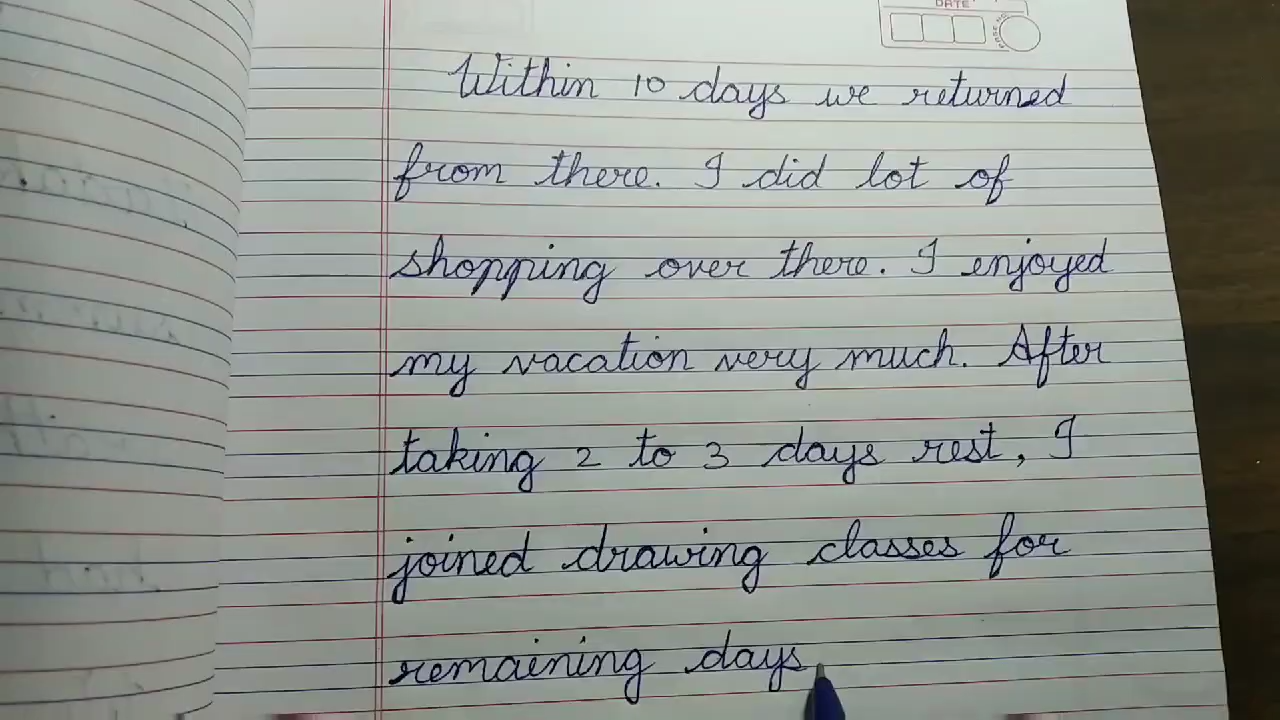 DATE
Within 10 days we returned
from there. I did lot of
shopping over there. I enjoyed
my vacation very much. After
taking 2 to 3 days rest, I
joined drawing classes for
remaining days